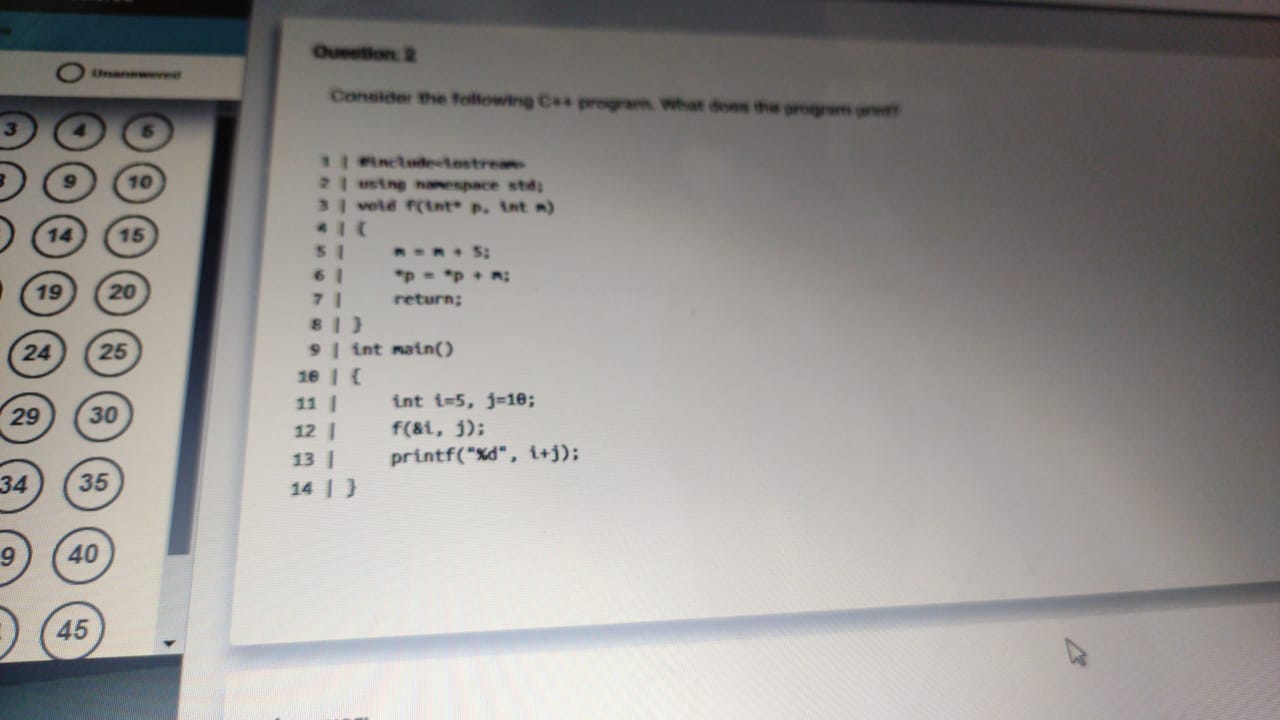 Unanswered
3 4 5
9 10
14 15
19 20
24 25
29 30
34 35
9 40
45
Question: 2
Consider the following C++ program. What does the program print?
1 | #include<iostream>
2 | using namespace std;
3 | void f(int* p, int m)
4 | {
5 | m = m + 5;
6 | *p = *p + m;
7 | return;
8 | }
9 | int main()
10 | {
11 | int i=5, j=10;
12 | f(&i, j);
13 | printf("%d", i+j);
14 | }